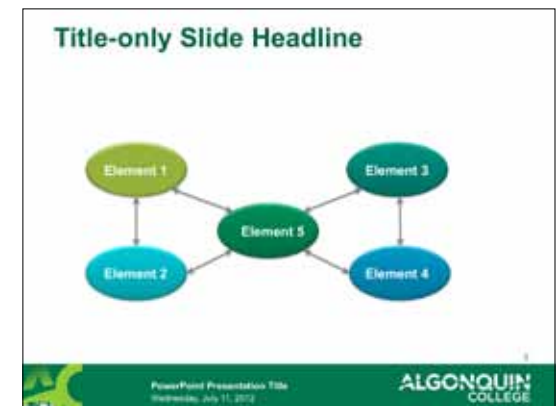 Title-only Slide Headline
Element 1
Element 3
Element 5
Element 2
Element 4
PowerPoint Presentation Title
Wednesday, July 11, 2012
ALGONQUIN
COLLEGE